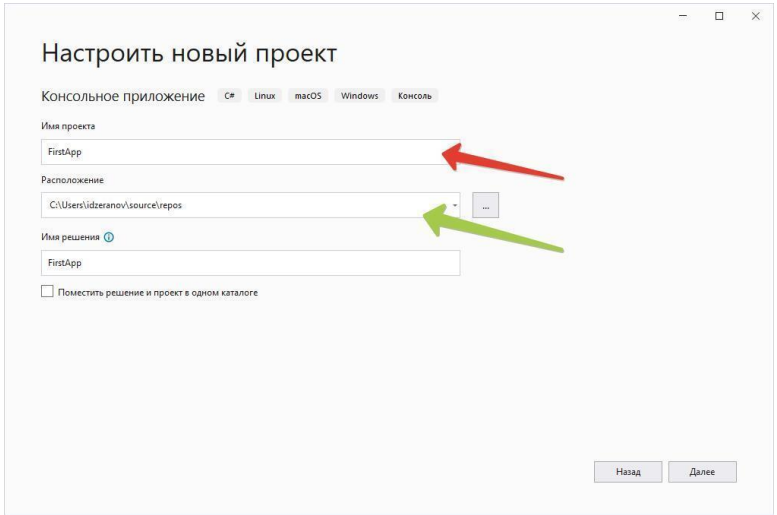 Настроить новый проект
Консольное приложение C# Linux macOS Windows Консоль
Имя проекта
FirstApp
Расположение
C:\Users\idzeranov\source\repos
...
Имя решения
FirstApp
Поместить решение и проект в одном каталоге
Назад Далее